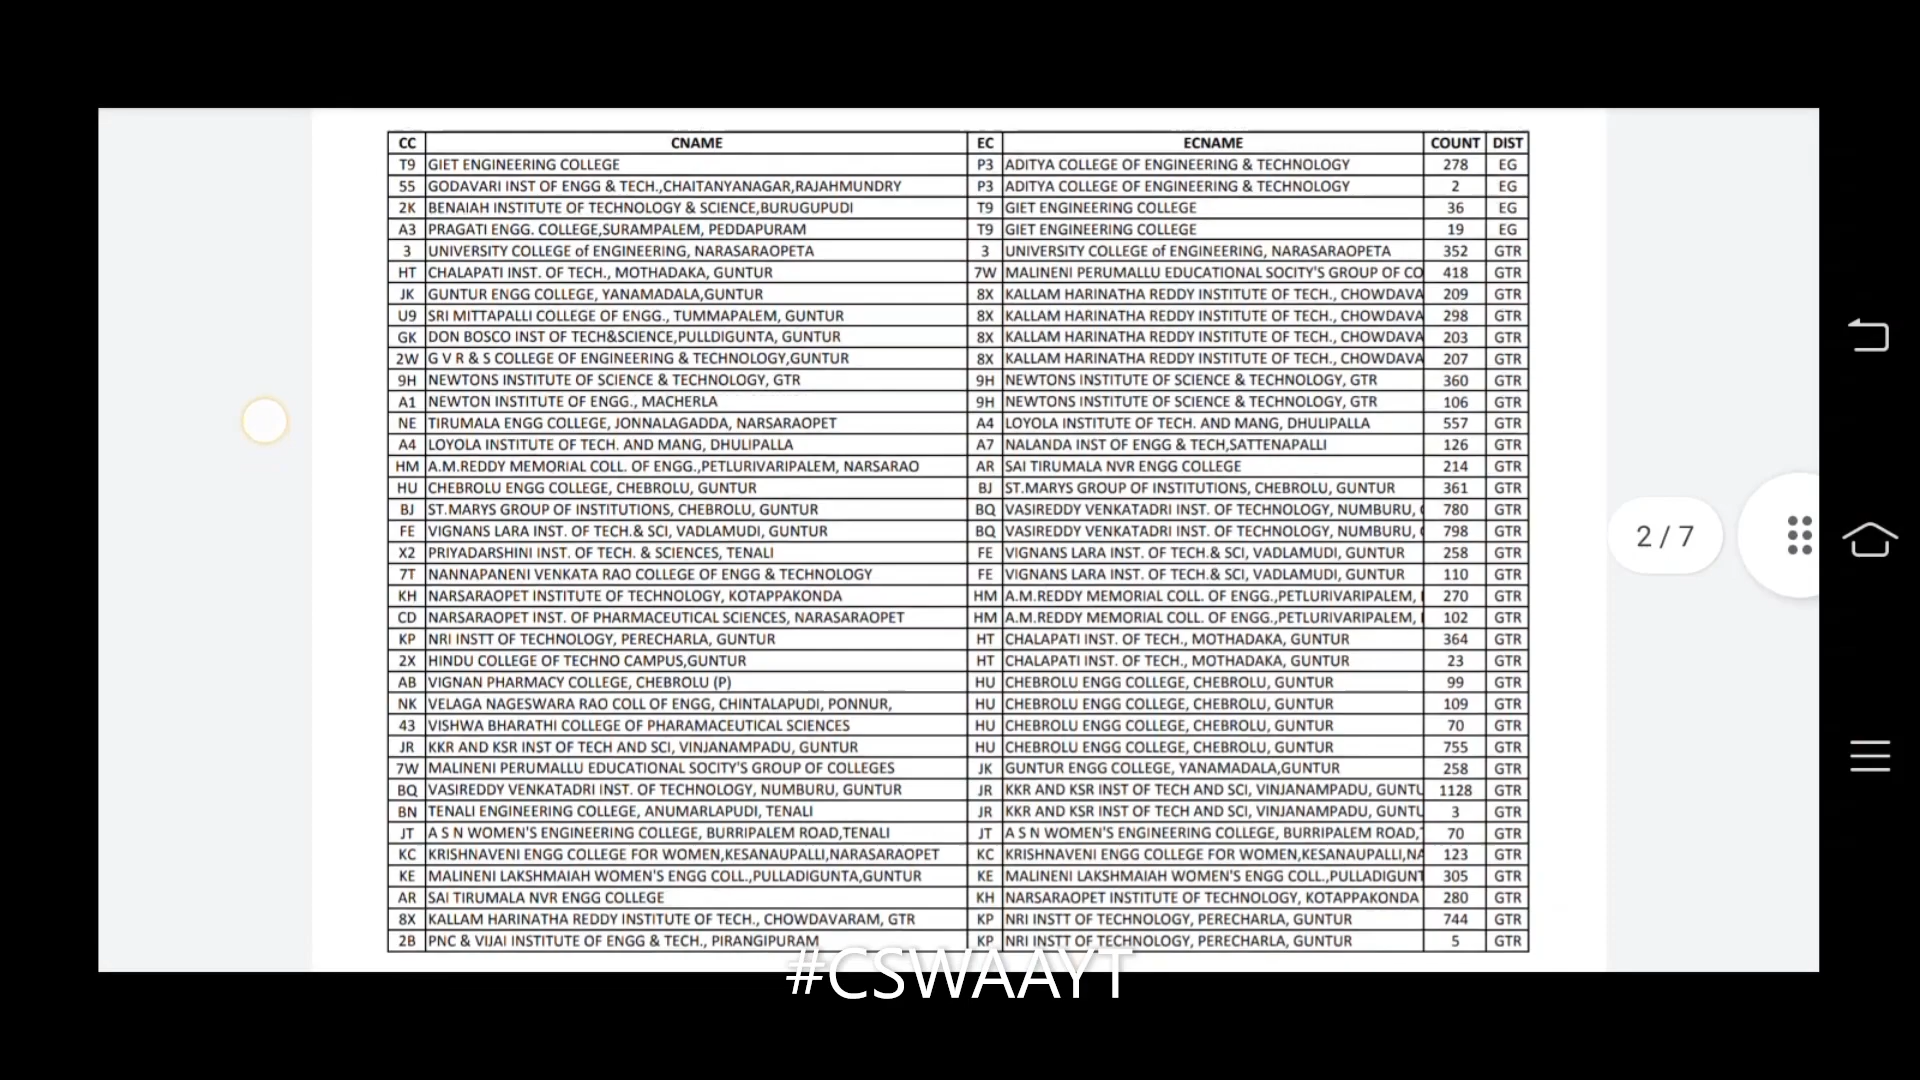 CC CNAME EC ECNAME COUNT DIST
T9 GIET ENGINEERING COLLEGE P3 ADITYA COLLEGE OF ENGINEERING & TECHNOLOGY 278 EG
55 GODAVARI INST OF ENGG & TECH.,CHAITANYANAGAR,RAJAHMUNDRY P3 ADITYA COLLEGE OF ENGINEERING & TECHNOLOGY 2 EG
2K BENAIAH INSTITUTE OF TECHNOLOGY & SCIENCE,BURUGUPUDI T9 GIET ENGINEERING COLLEGE 36 EG
A3 PRAGATI ENGG. COLLEGE,SURAMPALEM, PEDDAPURAM T9 GIET ENGINEERING COLLEGE 19 EG
3 UNIVERSITY COLLEGE of ENGINEERING, NARASARAOPETA 3 UNIVERSITY COLLEGE of ENGINEERING, NARASARAOPETA 352 GTR
HT CHALAPATI INST. OF TECH., MOTHADAKA, GUNTUR 7W MALINENI PERUMALLU EDUCATIONAL SOCITY'S GROUP OF CO 418 GTR
JK GUNTUR ENGG COLLEGE, YANAMADALA,GUNTUR 8X KALLAM HARINATHA REDDY INSTITUTE OF TECH., CHOWDAVA 209 GTR
U9 SRI MITTAPALLI COLLEGE OF ENGG., TUMMAPALEM, GUNTUR 8X KALLAM HARINATHA REDDY INSTITUTE OF TECH., CHOWDAVA 298 GTR
GK DON BOSCO INST OF TECH&SCIENCE,PULLDIGUNTA, GUNTUR 8X KALLAM HARINATHA REDDY INSTITUTE OF TECH., CHOWDAVA 203 GTR
2W G V R & S COLLEGE OF ENGINEERING & TECHNOLOGY,GUNTUR 8X KALLAM HARINATHA REDDY INSTITUTE OF TECH., CHOWDAVA 207 GTR
9H NEWTONS INSTITUTE OF SCIENCE & TECHNOLOGY, GTR 9H NEWTONS INSTITUTE OF SCIENCE & TECHNOLOGY, GTR 360 GTR
A1 NEWTON INSTITUTE OF ENGG., MACHERLA 9H NEWTONS INSTITUTE OF SCIENCE & TECHNOLOGY, GTR 106 GTR
NE TIRUMALA ENGG COLLEGE, JONNALAGADDA, NARSARAOPET A4 LOYOLA INSTITUTE OF TECH. AND MANG, DHULIPALLA 557 GTR
A4 LOYOLA INSTITUTE OF TECH. AND MANG, DHULIPALLA A7 NALANDA INST OF ENGG & TECH,SATTENAPALLI 126 GTR
HM A.M.REDDY MEMORIAL COLL. OF ENGG.,PETLURIVARIPALEM, NARSARAO AR SAI TIRUMALA NVR ENGG COLLEGE 214 GTR
HU CHEBROLU ENGG COLLEGE, CHEBROLU, GUNTUR BJ ST.MARYS GROUP OF INSTITUTIONS, CHEBROLU, GUNTUR 361 GTR
BJ ST.MARYS GROUP OF INSTITUTIONS, CHEBROLU, GUNTUR BQ VASIREDDY VENKATADRI INST. OF TECHNOLOGY, NUMBURU, 780 GTR
FE VIGNANS LARA INST. OF TECH.& SCI, VADLAMUDI, GUNTUR BQ VASIREDDY VENKATADRI INST. OF TECHNOLOGY, NUMBURU, 798 GTR
X2 PRIYADARSHINI INST. OF TECH. & SCIENCES, TENALI FE VIGNANS LARA INST. OF TECH.& SCI, VADLAMUDI, GUNTUR 258 GTR
7T NANNAPANENI VENKATA RAO COLLEGE OF ENGG & TECHNOLOGY FE VIGNANS LARA INST. OF TECH.& SCI, VADLAMUDI, GUNTUR 110 GTR
KH NARSARAOPET INSTITUTE OF TECHNOLOGY, KOTAPPAKONDA HM A.M.REDDY MEMORIAL COLL. OF ENGG.,PETLURIVARIPALEM, 270 GTR
CD NARSARAOPET INST. OF PHARMACEUTICAL SCIENCES, NARASARAOPET HM A.M.REDDY MEMORIAL COLL. OF ENGG.,PETLURIVARIPALEM, 102 GTR
KP NRI INSTT OF TECHNOLOGY, PERECHARLA, GUNTUR HT CHALAPATI INST. OF TECH., MOTHADAKA, GUNTUR 364 GTR
2X HINDU COLLEGE OF TECHNO CAMPUS,GUNTUR HT CHALAPATI INST. OF TECH., MOTHADAKA, GUNTUR 23 GTR
AB VIGNAN PHARMACY COLLEGE, CHEBROLU (P) HU CHEBROLU ENGG COLLEGE, CHEBROLU, GUNTUR 99 GTR
NK VELAGA NAGESWARA RAO COLL OF ENGG, CHINTALAPUDI, PONNUR, HU CHEBROLU ENGG COLLEGE, CHEBROLU, GUNTUR 109 GTR
43 VISHWA BHARATHI COLLEGE OF PHARAMACEUTICAL SCIENCES HU CHEBROLU ENGG COLLEGE, CHEBROLU, GUNTUR 70 GTR
JR KKR AND KSR INST OF TECH AND SCI, VINJANAMPADU, GUNTUR HU CHEBROLU ENGG COLLEGE, CHEBROLU, GUNTUR 755 GTR
7W MALINENI PERUMALLU EDUCATIONAL SOCITY'S GROUP OF COLLEGES JK GUNTUR ENGG COLLEGE, YANAMADALA,GUNTUR 258 GTR
BQ VASIREDDY VENKATADRI INST. OF TECHNOLOGY, NUMBURU, GUNTUR JR KKR AND KSR INST OF TECH AND SCI, VINJANAMPADU, GUNTU 1128 GTR
BN TENALI ENGINEERING COLLEGE, ANUMARLAPUDI, TENALI JR KKR AND KSR INST OF TECH AND SCI, VINJANAMPADU, GUNTU 3 GTR
JT A S N WOMEN'S ENGINEERING COLLEGE, BURRIPALEM ROAD,TENALI JT A S N WOMEN'S ENGINEERING COLLEGE, BURRIPALEM ROAD, 70 GTR
KC KRISHNAVENI ENGG COLLEGE FOR WOMEN,KESANAUPALLI,NARASARAOPET KC KRISHNAVENI ENGG COLLEGE FOR WOMEN,KESANAUPALLI,NA 123 GTR
KE MALINENI LAKSHMAIAH WOMEN'S ENGG COLL.,PULLADIGUNTA,GUNTUR KE MALINENI LAKSHMAIAH WOMEN'S ENGG COLL.,PULLADIGUNT 305 GTR
AR SAI TIRUMALA NVR ENGG COLLEGE KH NARSARAOPET INSTITUTE OF TECHNOLOGY, KOTAPPAKONDA 280 GTR
8X KALLAM HARINATHA REDDY INSTITUTE OF TECH., CHOWDAVARAM, GTR KP NRI INSTT OF TECHNOLOGY, PERECHARLA, GUNTUR 744 GTR
2B PNC & VIJAI INSTITUTE OF ENGG & TECH., PIRANGIPURAM KP NRI INSTT OF TECHNOLOGY, PERECHARLA, GUNTUR 5 GTR
2 / 7
#CSWAAYT